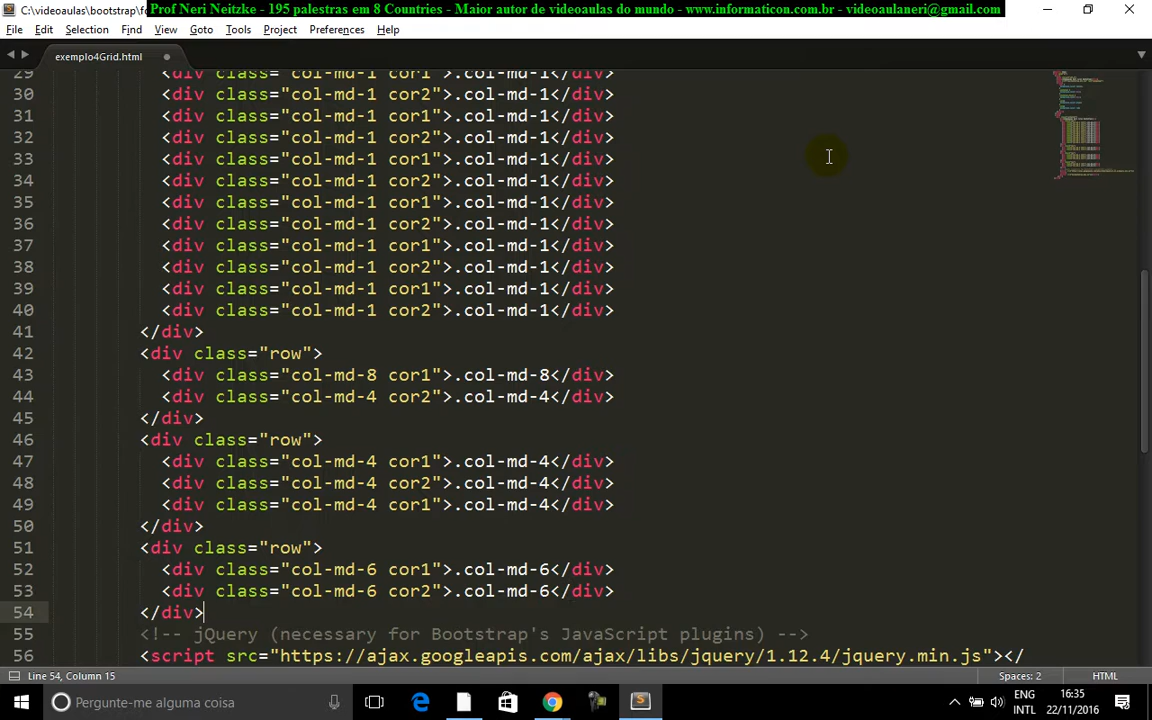 C:\videoaulas\bootstrap\fo
Prof Neri Neitzke - 195 palestras em 8 Countries - Maior autor de videoaulas do mundo - www.informaticon.com.br - videoaulaneri@gmail.com
File Edit Selection Find View Goto Tools Project Preferences Help
exemplo4Grid.html
29 <div class="col-md-1 cor1">.col-md-1</div>
30 <div class="col-md-1 cor2">.col-md-1</div>
31 <div class="col-md-1 cor1">.col-md-1</div>
32 <div class="col-md-1 cor2">.col-md-1</div>
33 <div class="col-md-1 cor1">.col-md-1</div>
34 <div class="col-md-1 cor2">.col-md-1</div>
35 <div class="col-md-1 cor1">.col-md-1</div>
36 <div class="col-md-1 cor2">.col-md-1</div>
37 <div class="col-md-1 cor1">.col-md-1</div>
38 <div class="col-md-1 cor2">.col-md-1</div>
39 <div class="col-md-1 cor1">.col-md-1</div>
40 <div class="col-md-1 cor2">.col-md-1</div>
41 </div>
42 <div class="row">
43 <div class="col-md-8 cor1">.col-md-8</div>
44 <div class="col-md-4 cor2">.col-md-4</div>
45 </div>
46 <div class="row">
47 <div class="col-md-4 cor1">.col-md-4</div>
48 <div class="col-md-4 cor2">.col-md-4</div>
49 <div class="col-md-4 cor1">.col-md-4</div>
50 </div>
51 <div class="row">
52 <div class="col-md-6 cor1">.col-md-6</div>
53 <div class="col-md-6 cor2">.col-md-6</div>
54 </div>
55 <!-- jQuery (necessary for Bootstrap's JavaScript plugins) -->
56 <script src="https://ajax.googleapis.com/ajax/libs/jquery/1.12.4/jquery.min.js"></
Line 54, Column 15 Spaces: 2 HTML
Pergunte-me alguma coisa
ENG 16:35
INTL 22/11/2016